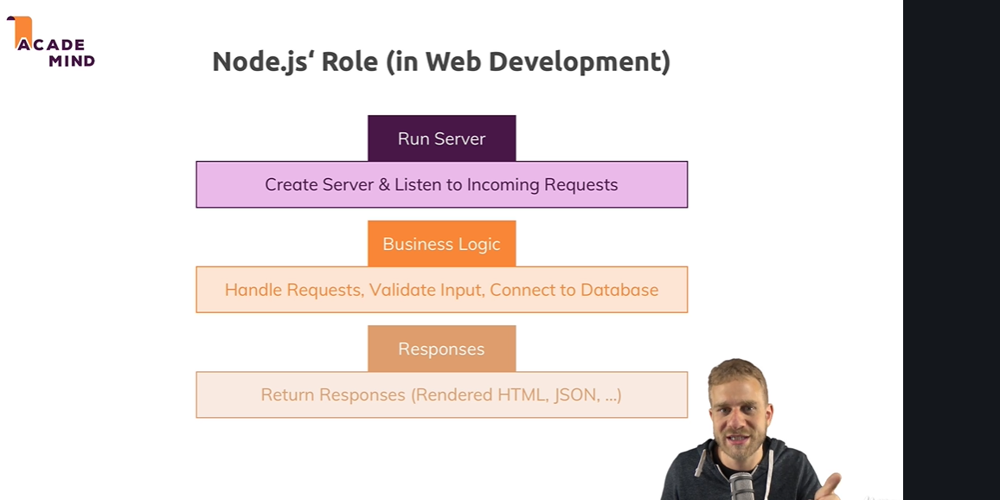 ACADE
MIND
Node.js‘ Role (in Web Development)
Run Server
Create Server & Listen to Incoming Requests
Business Logic
Handle Requests, Validate Input, Connect to Database
Responses
Return Responses (Rendered HTML, JSON, ...)